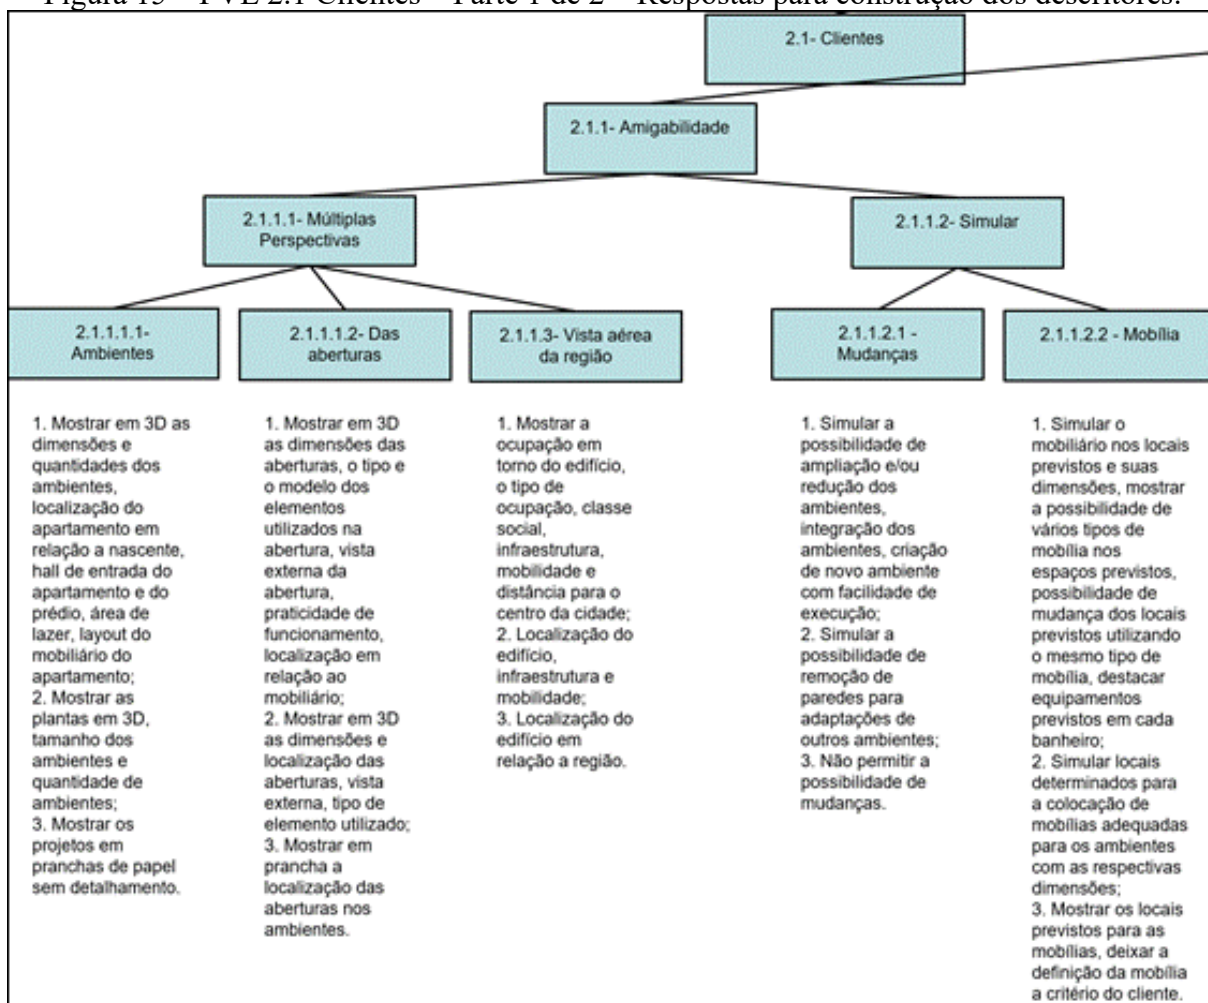 Figura 15 – PVE 2.1 Clientes – Parte 1 de 2 – Respostas para construção dos descritores.
2.1- Clientes
2.1.1- Amigabilidade
2.1.1.1- Múltiplas
Perspectivas
2.1.1.2- Simular
2.1.1.1.1-
Ambientes
2.1.1.1.2- Das
aberturas
2.1.1.3- Vista aérea
da região
2.1.1.2.1 -
Mudanças
2.1.1.2.2 - Mobília
1. Mostrar em 3D as
dimensões e
quantidades dos
ambientes,
localização do
apartamento em
relação a nascente,
hall de entrada do
apartamento e do
prédio, área de
lazer, layout do
mobiliário do
apartamento;
2. Mostrar as
plantas em 3D,
tamanho dos
ambientes e
quantidade de
ambientes;
3. Mostrar os
projetos em
pranchas de papel
sem detalhamento.
1. Mostrar em 3D
as dimensões das
aberturas, o tipo e
o modelo dos
elementos
utilizados na
abertura, vista
externa da
abertura,
praticidade de
funcionamento,
localização em
relação ao
mobiliário;
2. Mostrar em 3D
as dimensões e
localização das
aberturas, vista
externa, tipo de
elemento utilizado;
3. Mostrar em
prancha a
localização das
aberturas nos
ambientes.
1. Mostrar a
ocupação em
torno do edifício,
o tipo de
ocupação, classe
social,
infraestrutura,
mobilidade e
distância para o
centro da cidade;
2. Localização do
edifício,
infraestrutura e
mobilidade;
3. Localização do
edifício em
relação a região.
1. Simular a
possibilidade de
ampliação e/ou
redução dos
ambientes,
integração dos
ambientes, criação
de novo ambiente
com facilidade de
execução;
2. Simular a
possibilidade de
remoção de
paredes para
adaptações de
outros ambientes;
3. Não permitir a
possibilidade de
mudanças.
1. Simular o
mobiliário nos locais
previstos e suas
dimensões, mostrar
a possibilidade de
vários tipos de
mobília nos
espaços previstos,
possibilidade de
mudança dos locais
previstos utilizando
o mesmo tipo de
mobília, destacar
equipamentos
previstos em cada
banheiro;
2. Simular locais
determinados para
a colocação de
mobílias adequadas
para os ambientes
com as respectivas
dimensões;
3. Mostrar os locais
previstos para as
mobílias, deixar a
definição da mobília
a critério do cliente.